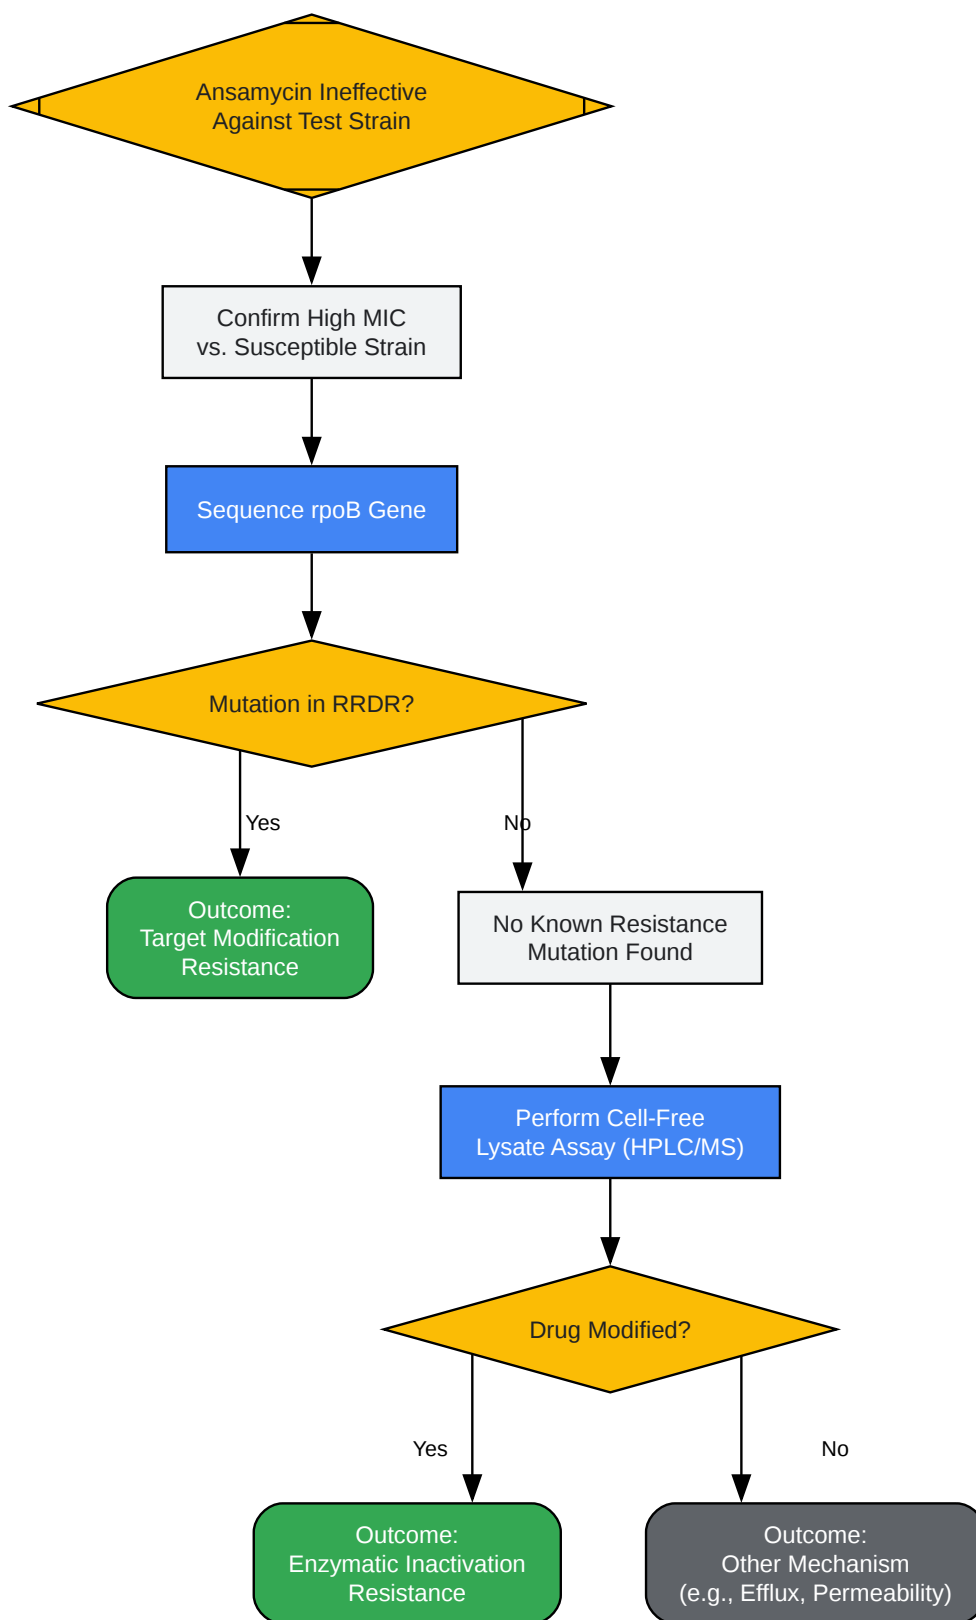 Ansamycin Ineffective
Against Test Strain
Confirm High MIC
vs. Susceptible Strain
Sequence rpoB Gene
Mutation in RRDR?
Yes
No
Outcome:
Target Modification
Resistance
No Known Resistance
Mutation Found
Perform Cell-Free
Lysate Assay (HPLC/MS)
Drug Modified?
Yes
No
Outcome:
Enzymatic Inactivation
Resistance
Outcome:
Other Mechanism
(e.g., Efflux, Permeability)